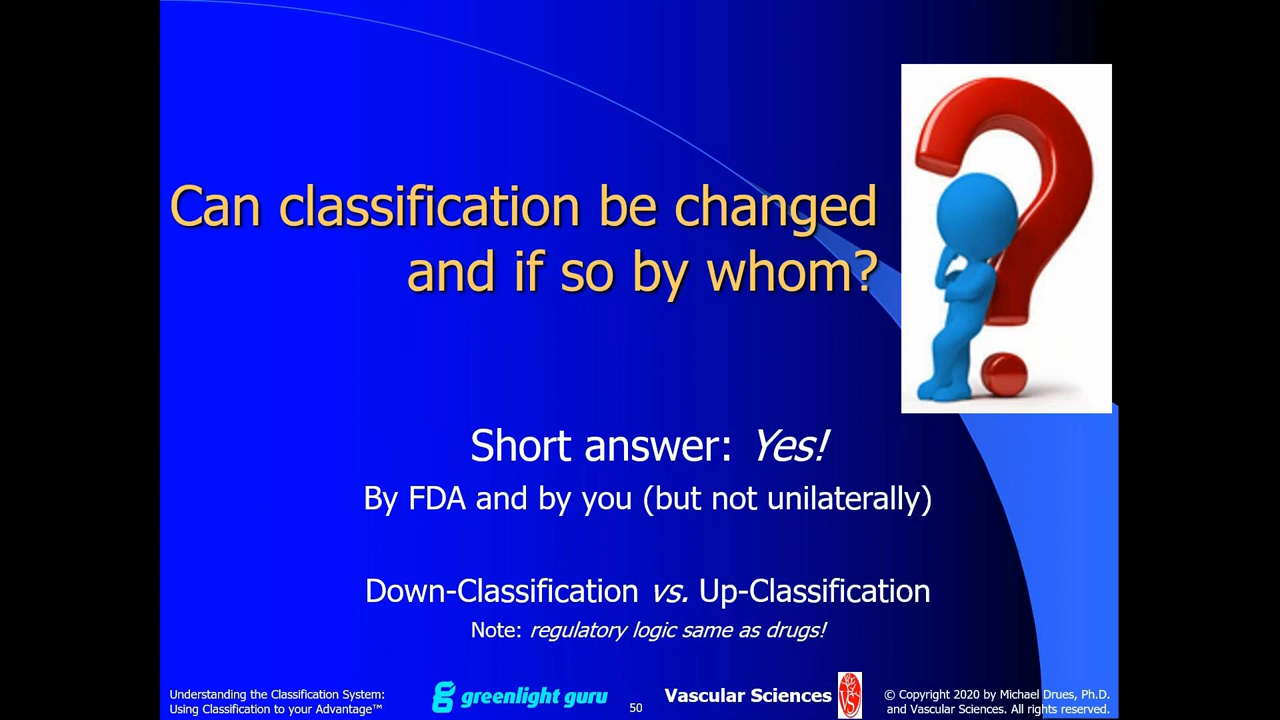 Can classification be changed
and if so by whom?
Short answer: Yes!
By FDA and by you (but not unilaterally)
Down-Classification vs. Up-Classification
Note: regulatory logic same as drugs!
Understanding the Classification System:
Using Classification to your Advantage™
greenlight guru
50
Vascular Sciences
VS
© Copyright 2020 by Michael Drues, Ph.D.
and Vascular Sciences. All rights reserved.